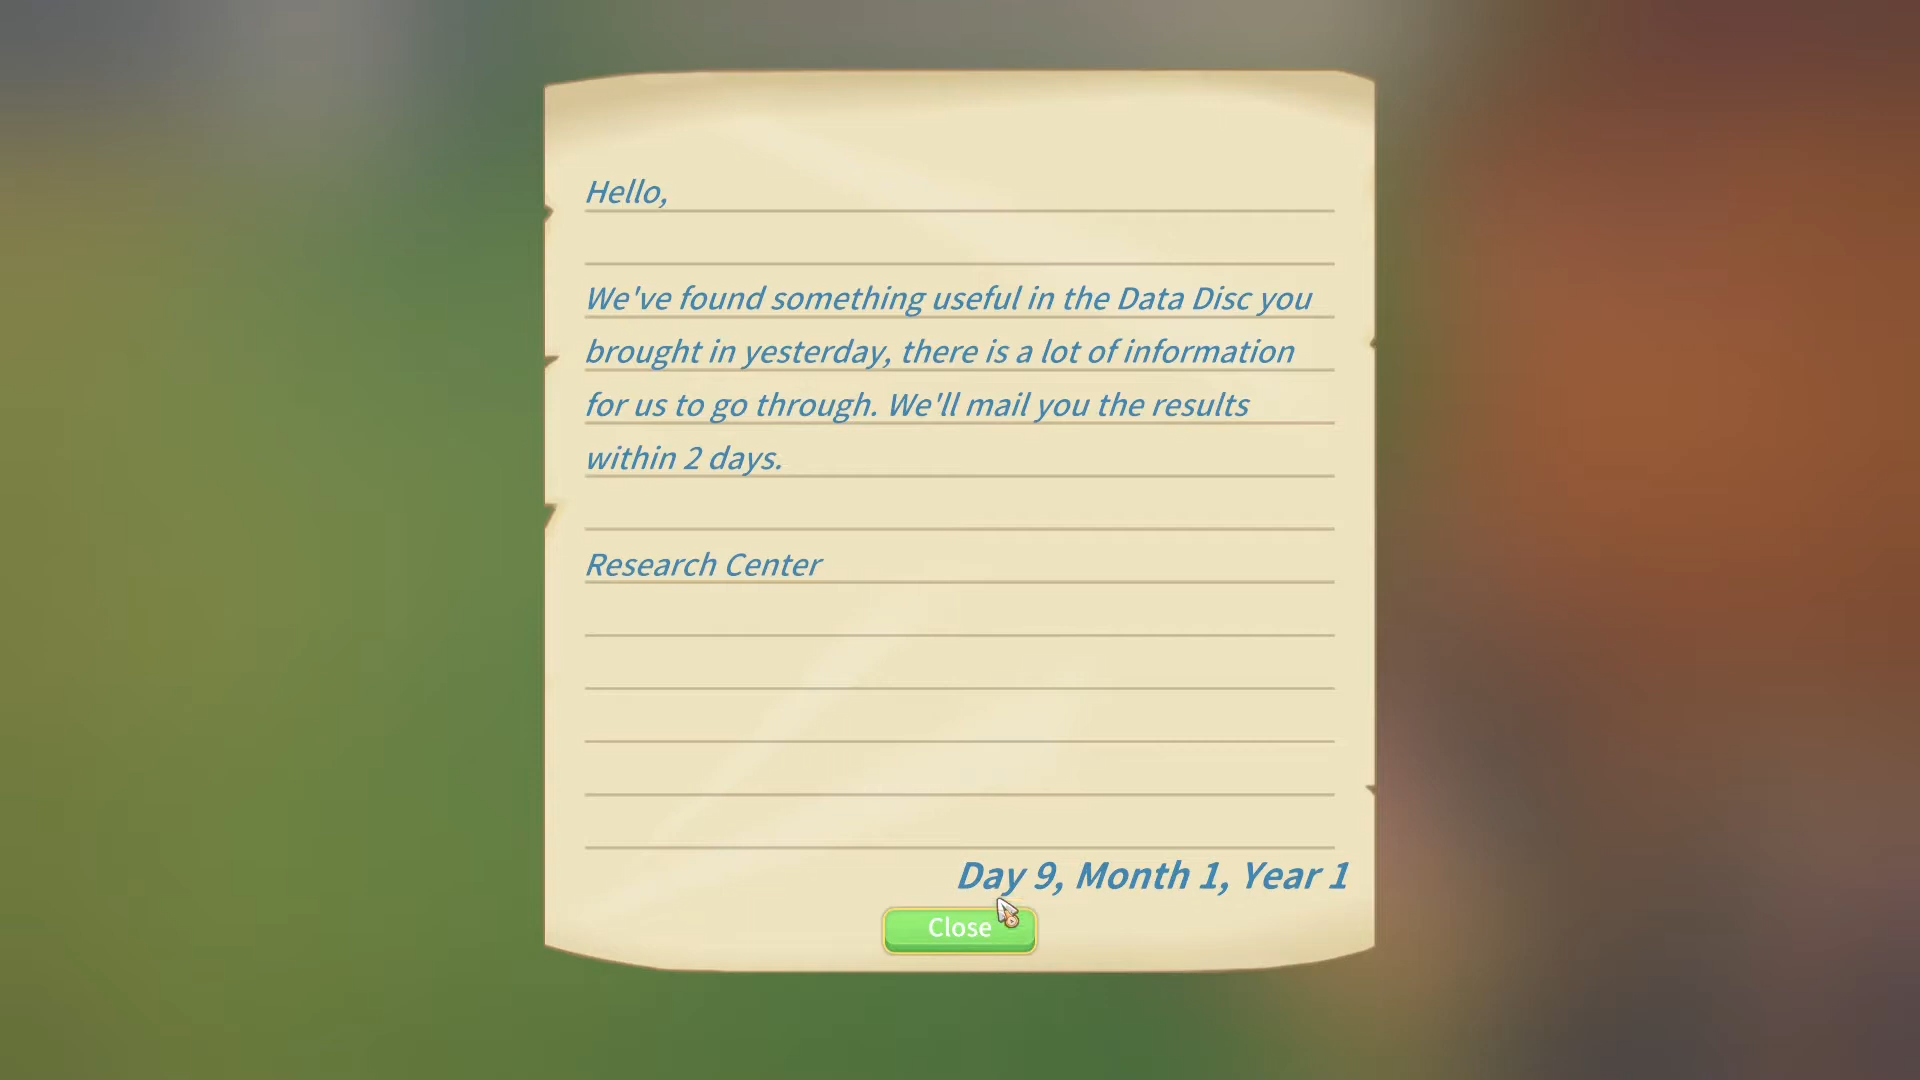 Hello,
We've found something useful in the Data Disc you
brought in yesterday, there is a lot of information
for us to go through. We'll mail you the results
within 2 days.
Research Center
Day 9, Month 1, Year 1
Close